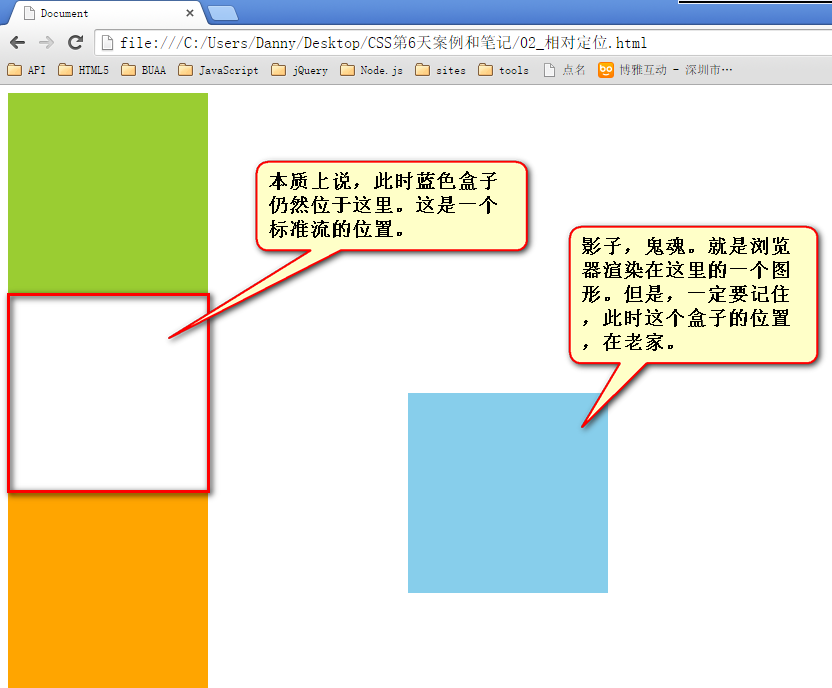 Document
file:///C:/Users/Danny/Desktop/CSS第6天案例和笔记/02_相对定位.html
API HTML5 BUAA JavaScript jQuery Node.js sites tools 点名 bo 博雅互动 - 深圳市…
本质上说，此时蓝色盒子
仍然位于这里。这是一个
标准流的位置。
影子，鬼魂。就是浏览
器渲染在这里的一个图
形。但是，一定要记住
，此时这个盒子的位置
，在老家。